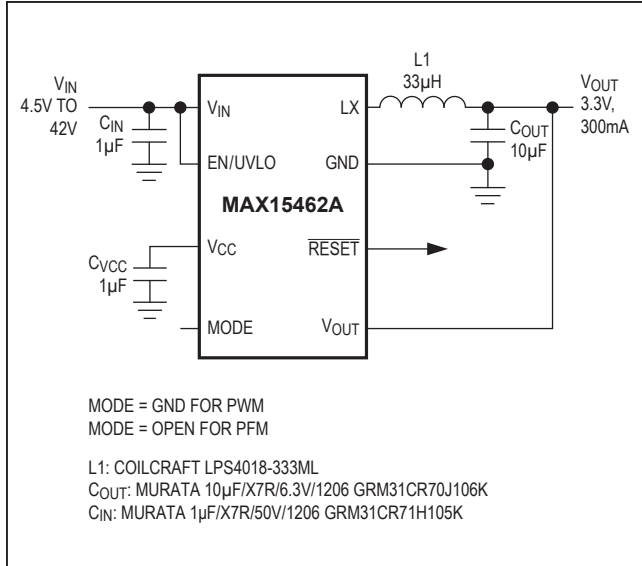 L1
33µH
VIN
4.5V TO
42V
CIN
1µF
VIN
LX
COUT
10µF
VOUT
3.3V,
300mA
EN/UVLO
GND
MAX15462A
CVCC
1µF
VCC
RESET
MODE
VOUT
MODE = GND FOR PWM
MODE = OPEN FOR PFM
L1: COILCRAFT LPS4018-333ML
COUT: MURATA 10µF/X7R/6.3V/1206 GRM31CR70J106K
CIN: MURATA 1µF/X7R/50V/1206 GRM31CR71H105K